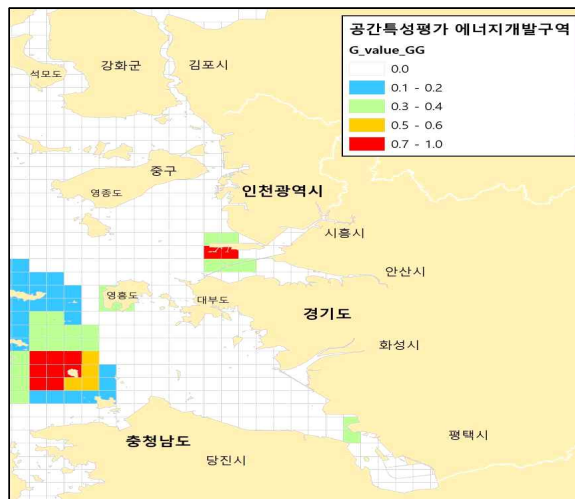 공간특성평가 에너지개발구역
G_value_GG
0.0
0.1 - 0.2
0.3 - 0.4
0.5 - 0.6
0.7 - 1.0
강화군
김포시
석모도
중구
영종도
인천광역시
시흥시
안산시
영흥도
대부도
경기도
화성시
충청남도
당진시
평택시